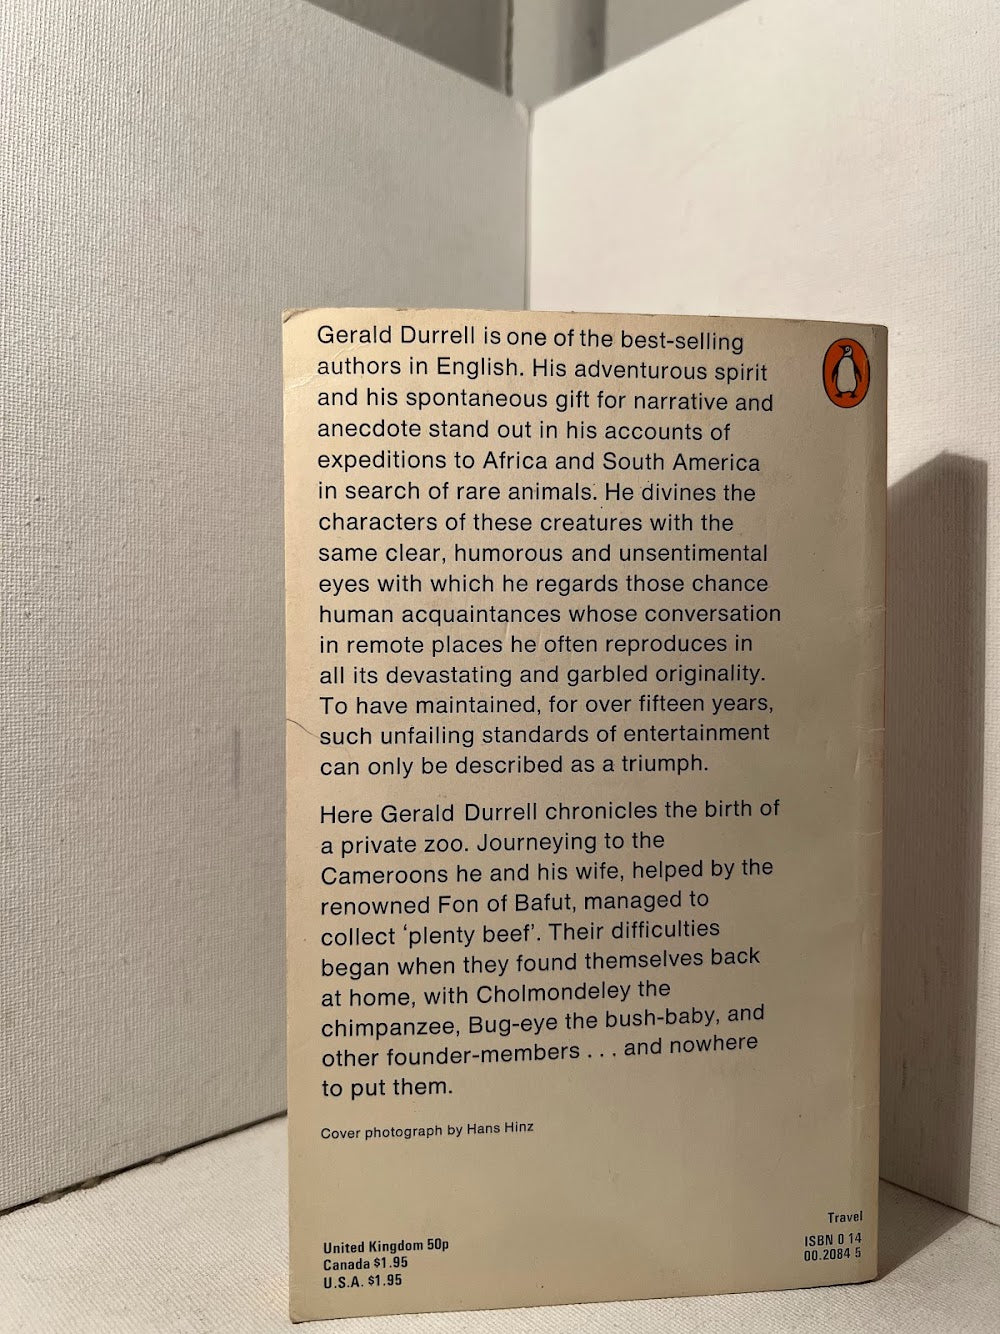 Gerald Durrell is one of the best-selling
authors in English. His adventurous spirit
and his spontaneous gift for narrative and
anecdote stand out in his accounts of
expeditions to Africa and South America
in search of rare animals. He divines the
characters of these creatures with the
same clear, humorous and unsentimental
eyes with which he regards those chance
human acquaintances whose conversation
in remote places he often reproduces in
all its devastating and garbled originality.
To have maintained, for over fifteen years,
such unfailing standards of entertainment
can only be described as a triumph.
Here Gerald Durrell chronicles the birth of
a private zoo. Journeying to the
Cameroons he and his wife, helped by the
renowned Fon of Bafut, managed to
collect ‘plenty beef’. Their difficulties
began when they found themselves back
at home, with Cholmondeley the
chimpanzee, Bug-eye the bush-baby, and
other founder-members . . . and nowhere
to put them.
Cover photograph by Hans Hinz
United Kingdom 50p
Canada $1.95
U.S.A. $1.95
Travel
ISBN 0 14
00.2084 5